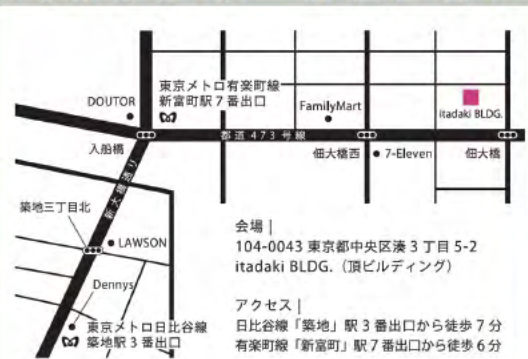 東京メトロ有楽町線
新富町駅7番出口
DOUTOR
FamilyMart
itadaki BLDG.
都道473号線
入船橋
佃大橋西
7-Eleven
佃大橋
新大橋通り
築地三丁目北
LAWSON
Dennys
東京メトロ日比谷線
築地駅3番出口
会場|
104-0043 東京都中央区湊3丁目5-2
itadaki BLDG.(頂ビルディング)
アクセス|
日比谷線「築地」駅3番出口から徒歩7分
有楽町線「新富町」駅7番出口から徒歩6分